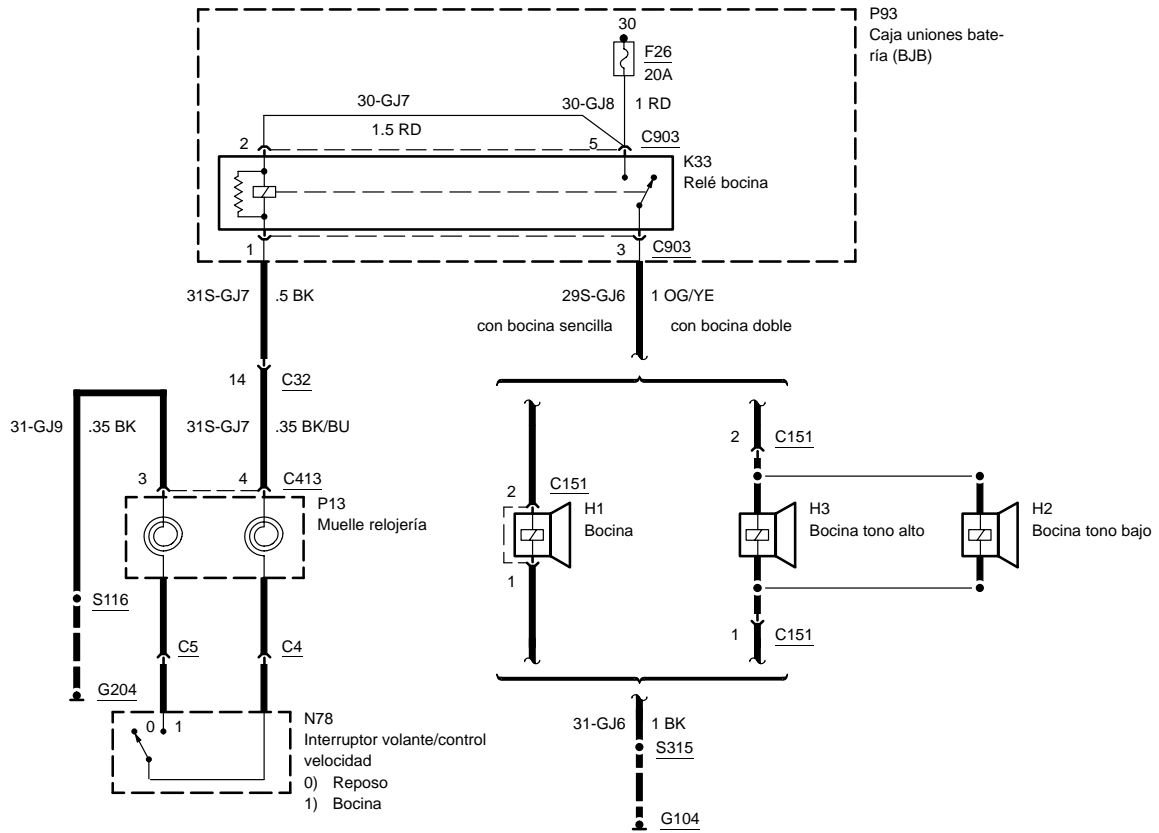 P93
Caja uniones bate-
ría (BJB)
30
F26
20A
30-GJ7
30-GJ8
1 RD
1.5 RD
2
5
C903
K33
Relé bocina
1
3
C903
31S-GJ7
.5 BK
29S-GJ6
1 OG/YE
con bocina sencilla
con bocina doble
14
C32
31-GJ9
.35 BK
31S-GJ7
.35 BK/BU
2
C151
3
4
C413
P13
Muelle relojería
2
C151
H1
Bocina
H3
Bocina tono alto
H2
Bocina tono bajo
1
S116
C5
C4
1
C151
G204
0
1
N78
Interruptor volante/control
velocidad
0) Reposo
1) Bocina
31-GJ6
1 BK
S315
G104